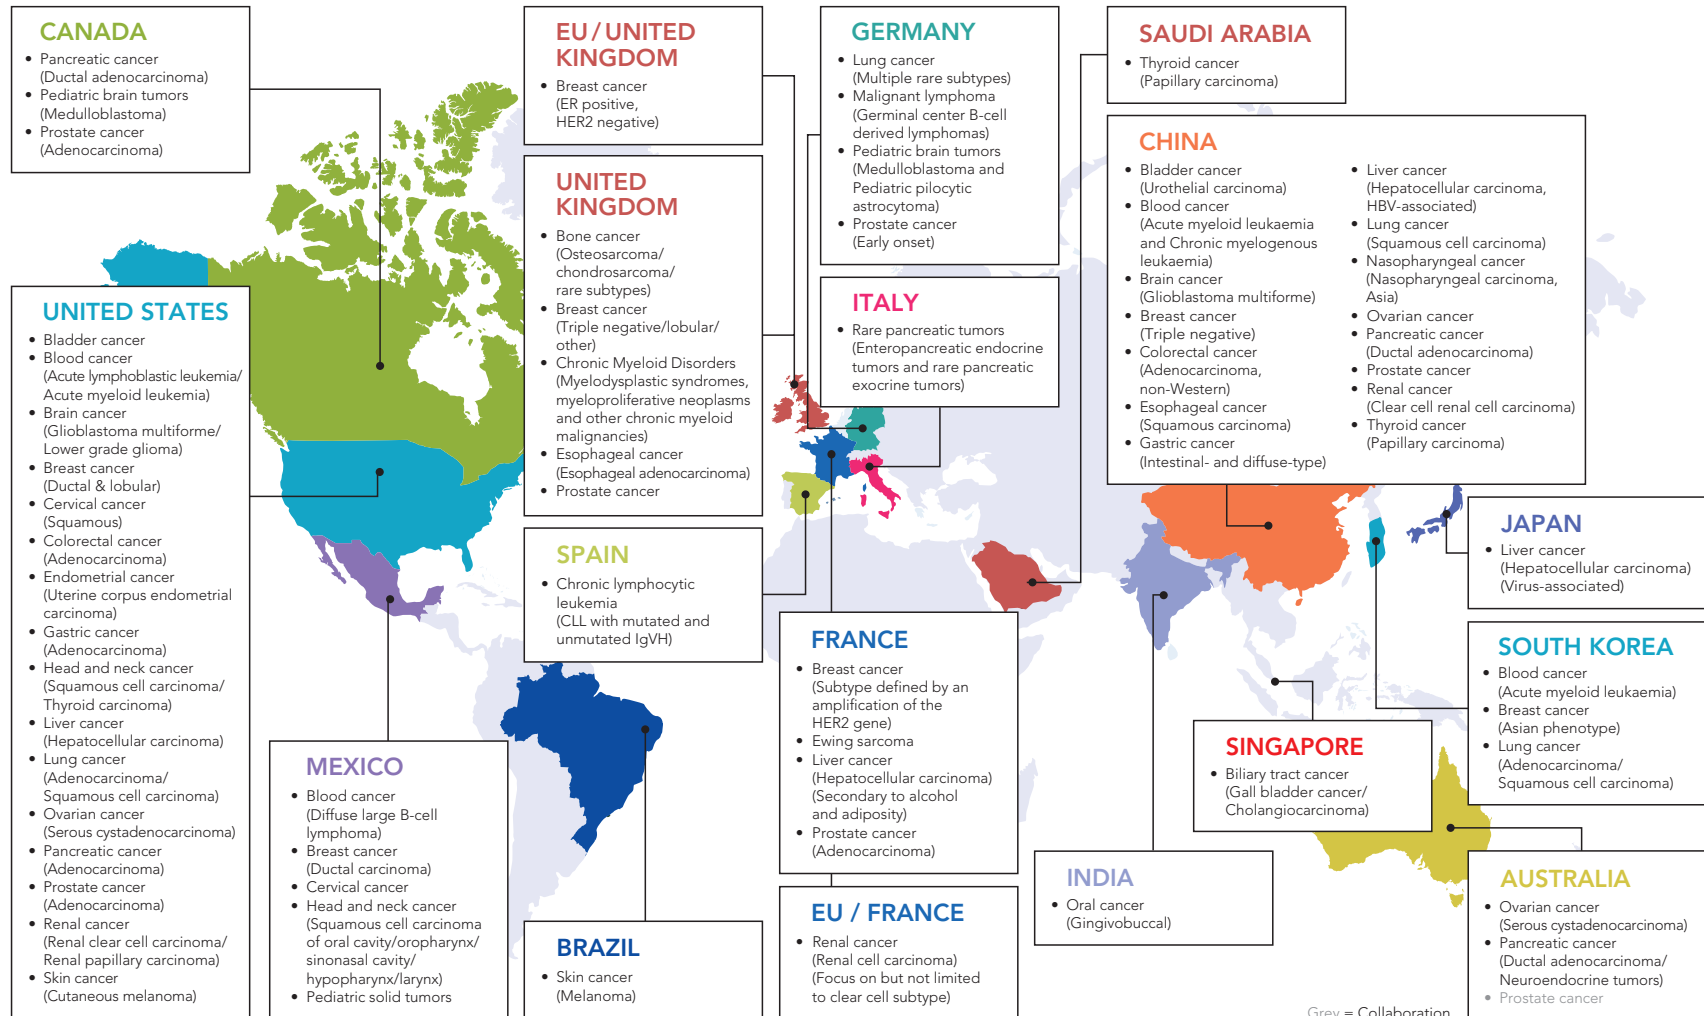 CANADA
• Pancreatic cancer
(Ductal adenocarcinoma)
• Pediatric brain tumors
(Medulloblastoma)
• Prostate cancer
(Adenocarcinoma)
UNITED STATES
• Bladder cancer
• Blood cancer
(Acute lymphoblastic leukemia/
Acute myeloid leukemia)
• Brain cancer
(Glioblastoma multiforme/
Lower grade glioma)
• Breast cancer
(Ductal & lobular)
• Cervical cancer
(Squamous)
• Colorectal cancer
(Adenocarcinoma)
• Endometrial cancer
(Uterine corpus endometrial
carcinoma)
• Gastric cancer
(Adenocarcinoma)
• Head and neck cancer
(Squamous cell carcinoma/
Thyroid carcinoma)
• Liver cancer
(Hepatocellular carcinoma)
• Lung cancer
(Adenocarcinoma/
Squamous cell carcinoma)
• Ovarian cancer
(Serous cystadenocarcinoma)
• Pancreatic cancer
(Adenocarcinoma)
• Prostate cancer
(Adenocarcinoma)
• Renal cancer
(Renal clear cell carcinoma/
Renal papillary carcinoma)
• Skin cancer
(Cutaneous melanoma)
MEXICO
• Blood cancer
(Diffuse large B-cell
lymphoma)
• Breast cancer
(Ductal carcinoma)
• Cervical cancer
• Head and neck cancer
(Squamous cell carcinoma
of oral cavity/oropharynx/
sinonasal cavity/
hypopharynx/larynx)
• Pediatric solid tumors
EU / UNITED
KINGDOM
• Breast cancer
(ER positive,
HER2 negative)
UNITED
KINGDOM
• Bone cancer
(Osteosarcoma/
chondrosarcoma/
rare subtypes)
• Breast cancer
(Triple negative/lobular/
other)
• Chronic Myeloid Disorders
(Myelodysplastic syndromes,
myeloproliferative neoplasms
and other chronic myeloid
malignancies)
• Esophageal cancer
(Esophageal adenocarcinoma)
• Prostate cancer
SPAIN
• Chronic lymphocytic
leukemia
(CLL with mutated and
unmutated IgVH)
BRAZIL
• Skin cancer
(Melanoma)
GERMANY
• Lung cancer
(Multiple rare subtypes)
• Malignant lymphoma
(Germinal center B-cell
derived lymphomas)
• Pediatric brain tumors
(Medulloblastoma and
Pediatric pilocytic
astrocytoma)
• Prostate cancer
(Early onset)
ITALY
• Rare pancreatic tumors
(Enteropancreatic endocrine
tumors and rare pancreatic
exocrine tumors)
FRANCE
• Breast cancer
(Subtype defined by an
amplification of the
HER2 gene)
• Ewing sarcoma
• Liver cancer
(Hepatocellular carcinoma)
(Secondary to alcohol
and adiposity)
• Prostate cancer
(Adenocarcinoma)
EU / FRANCE
• Renal cancer
(Renal cell carcinoma)
(Focus on but not limited
to clear cell subtype)
SAUDI ARABIA
• Thyroid cancer
(Papillary carcinoma)
CHINA
• Bladder cancer
(Urothelial carcinoma)
• Blood cancer
(Acute myeloid leukaemia
and Chronic myelogenous
leukaemia)
• Brain cancer
(Glioblastoma multiforme)
• Breast cancer
(Triple negative)
• Colorectal cancer
(Adenocarcinoma,
non-Western)
• Esophageal cancer
(Squamous carcinoma)
• Gastric cancer
(Intestinal- and diffuse-type)
• Liver cancer
(Hepatocellular carcinoma,
HBV-associated)
• Lung cancer
(Squamous cell carcinoma)
• Nasopharyngeal cancer
(Nasopharyngeal carcinoma,
Asia)
• Ovarian cancer
• Pancreatic cancer
(Ductal adenocarcinoma)
• Prostate cancer
• Renal cancer
(Clear cell renal cell carcinoma)
• Thyroid cancer
(Papillary carcinoma)
JAPAN
• Liver cancer
(Hepatocellular carcinoma)
(Virus-associated)
SOUTH KOREA
• Blood cancer
(Acute myeloid leukaemia)
• Breast cancer
(Asian phenotype)
• Lung cancer
(Adenocarcinoma/
Squamous cell carcinoma)
SINGAPORE
• Biliary tract cancer
(Gall bladder cancer/
Cholangiocarcinoma)
INDIA
• Oral cancer
(Gingivobuccal)
AUSTRALIA
• Ovarian cancer
(Serous cystadenocarcinoma)
• Pancreatic cancer
(Ductal adenocarcinoma/
Neuroendocrine tumors)
• Prostate cancer
Grey = Collaboration